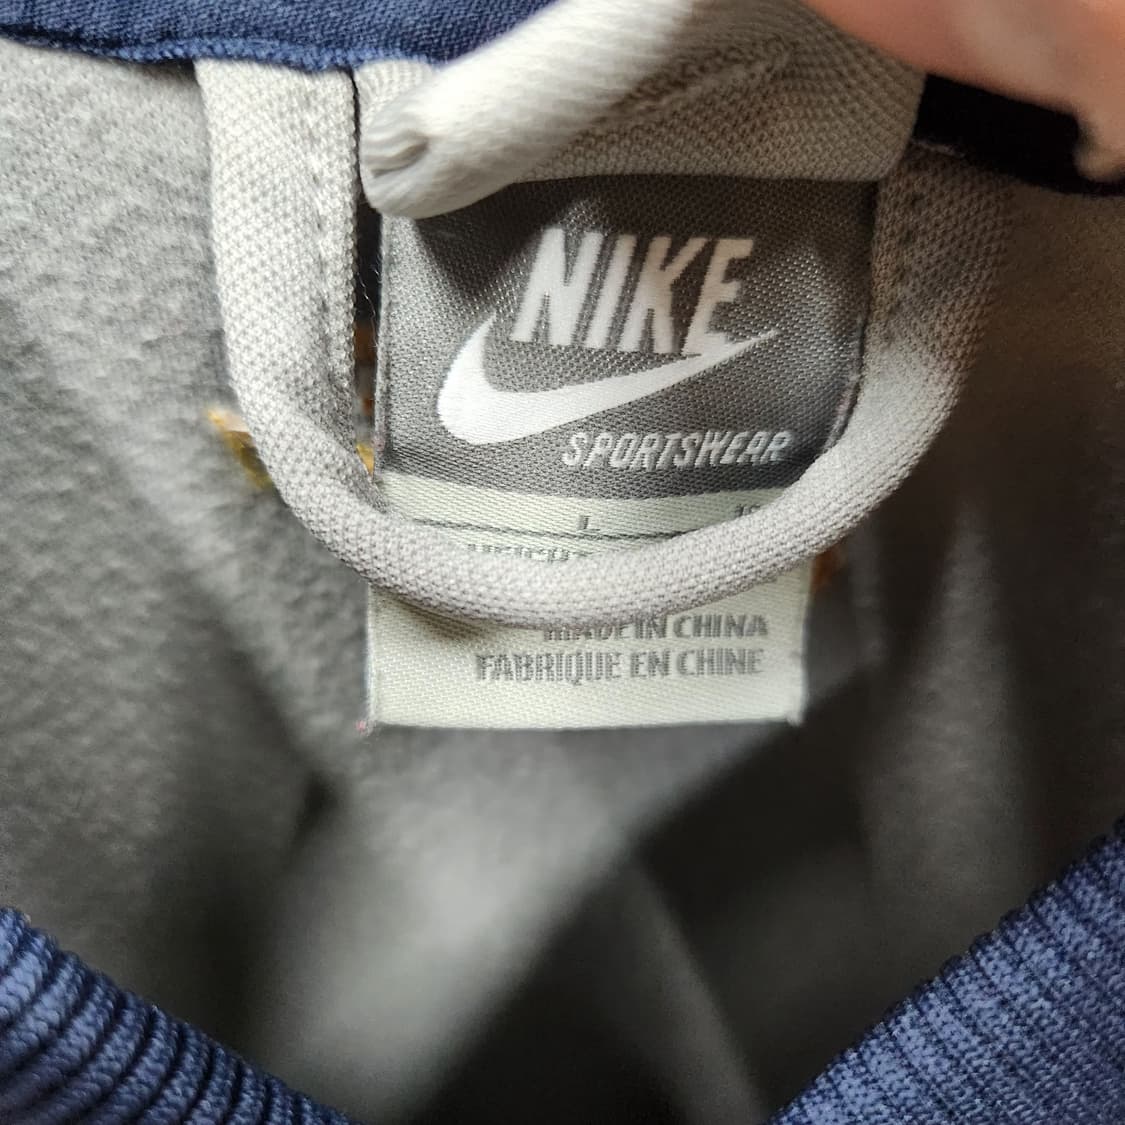 NIKE
SPORTSWEAR
L
MADE IN CHINA
FABRIQUE EN CHINE